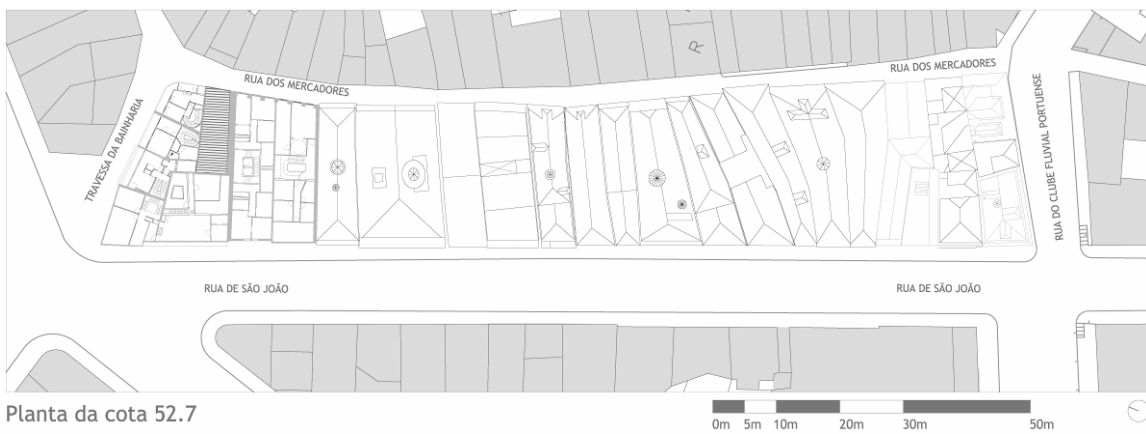 R
RUA DOS MERCADORES
RUA DOS MERCADORES
TRAVESSA DA BAINHARIA
RUA DO CLUBE FLUVIAL PORTUENSE
RUA DE SÃO JOÃO
RUA DE SÃO JOÃO
Planta da cota 52.7
0m 5m 10m 20m 30m 50m